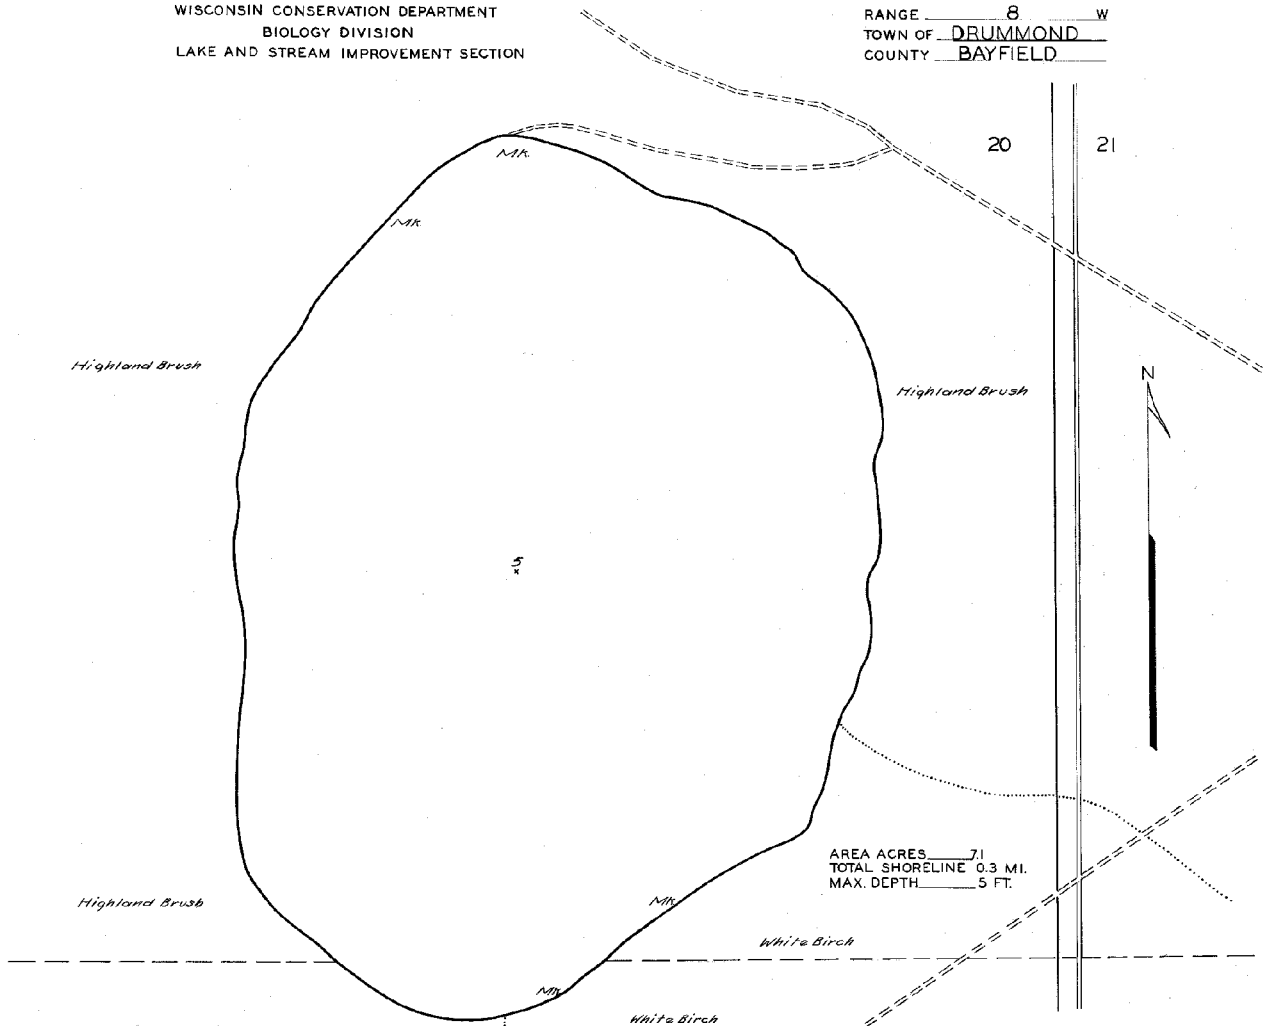 WISCONSIN CONSERVATION DEPARTMENT
BIOLOGY DIVISION
LAKE AND STREAM IMPROVEMENT SECTION
RANGE 8 W
TOWN OF DRUMMOND
COUNTY BAYFIELD
20 21
MK.
MK.
Highland Brush
N
Highland Brush
5
x
AREA ACRES 7.1
TOTAL SHORELINE 0.3 MI.
MAX. DEPTH 5 FT.
Highland Brush
MK.
White Birch
MK.
White Birch